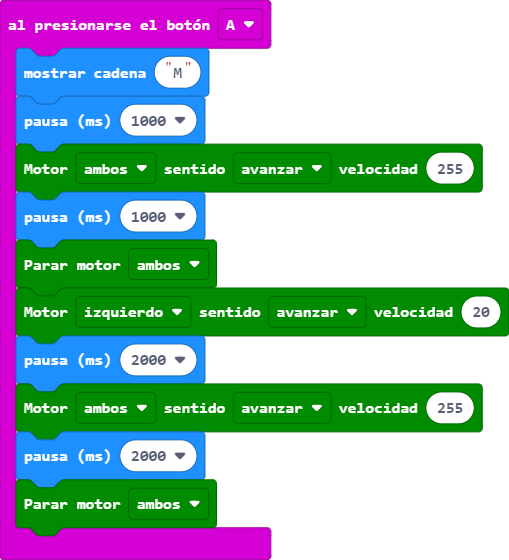 al presionarse el botón A
mostrar cadena "M"
pausa (ms) 1000
Motor ambos sentido avanzar velocidad 255
pausa (ms) 1000
Parar motor ambos
Motor izquierdo sentido avanzar velocidad 20
pausa (ms) 2000
Motor ambos sentido avanzar velocidad 255
pausa (ms) 2000
Parar motor ambos